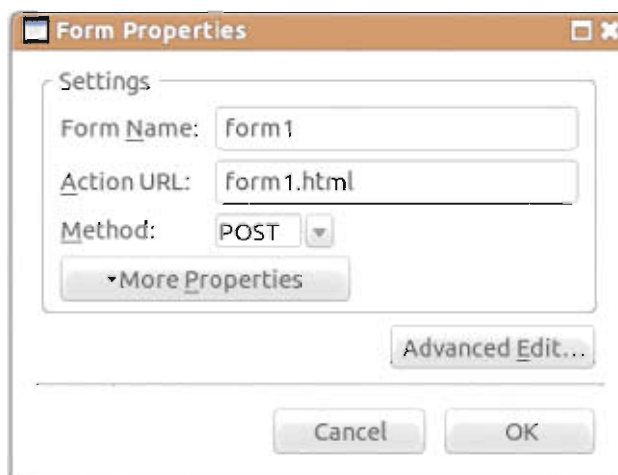 Form Properties
Settings
Form Name: form1
Action URL: form1.html
Method: POST
More Properties
Advanced Edit...
Cancel OK